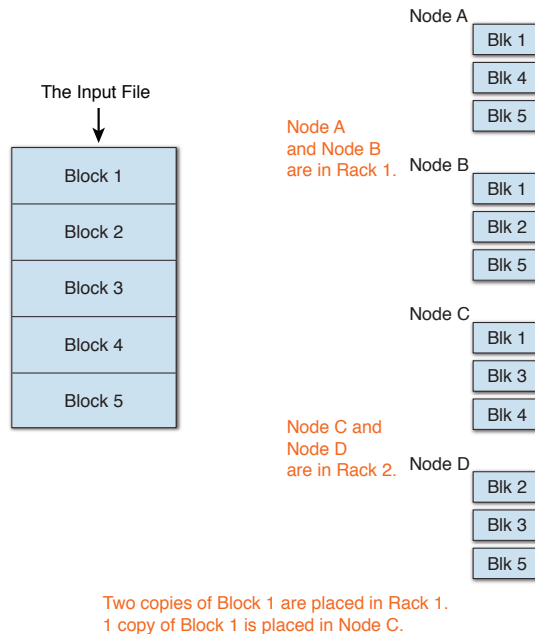 The Input File
Block 1
Block 2
Block 3
Block 4
Block 5
Node A
and Node B
are in Rack 1.
Node C and
Node D
are in Rack 2.
Node A
Blk 1
Blk 4
Blk 5
Node B
Blk 1
Blk 2
Blk 5
Node C
Blk 1
Blk 3
Blk 4
Node D
Blk 2
Blk 3
Blk 5
Two copies of Block 1 are placed in Rack 1.
1 copy of Block 1 is placed in Node C.